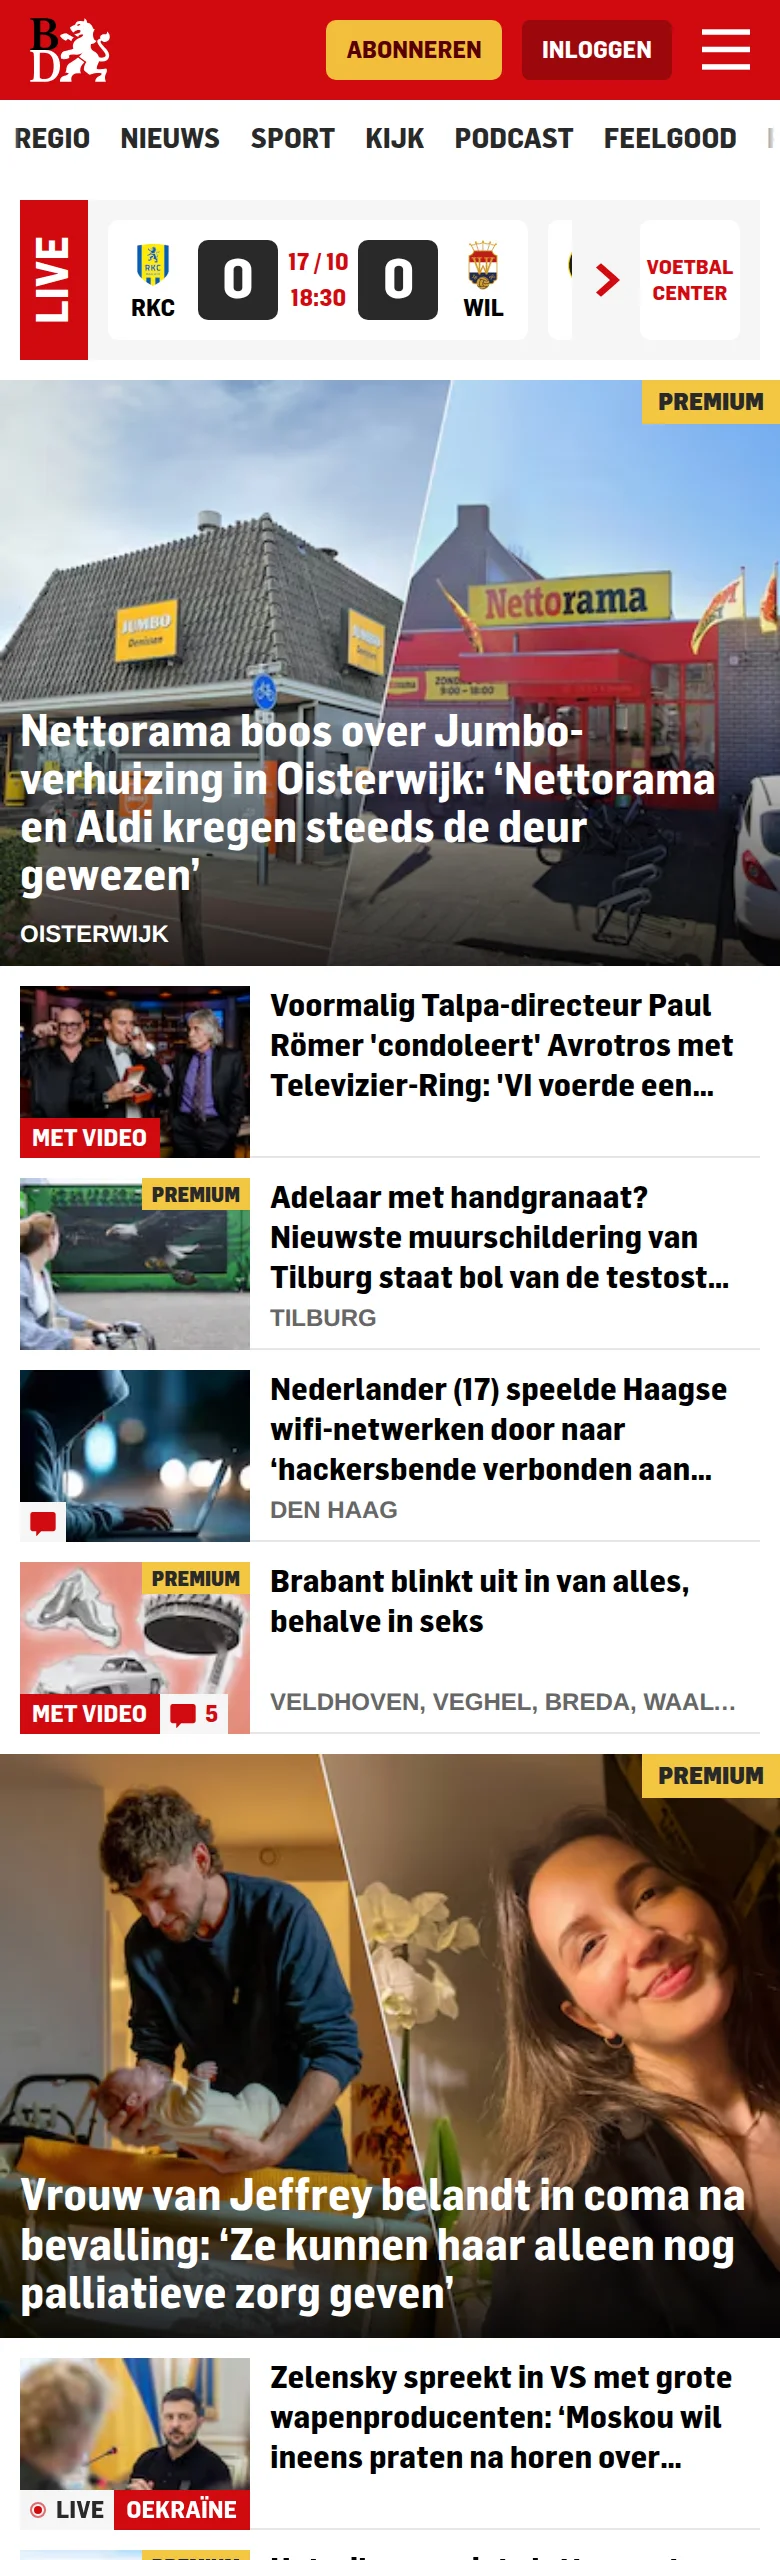 BD
ABONNEREN
INLOGGEN
REGIO NIEUWS SPORT KIJK PODCAST FEELGOOD
LIVE
RKC
0
17 / 10
18:30
0
WIL
VOETBAL
CENTER
PREMIUM
JUMBO
Nettorama
Nettorama boos over Jumbo-
verhuizing in Oisterwijk: ‘Nettorama
en Aldi kregen steeds de deur
gewezen’
OISTERWIJK
MET VIDEO
Voormalig Talpa-directeur Paul
Römer 'condoleert' Avrotros met
Televizier-Ring: 'VI voerde een...
PREMIUM
Adelaar met handgranaat?
Nieuwste muurschildering van
Tilburg staat bol van de testost...
TILBURG
Nederlander (17) speelde Haagse
wifi-netwerken door naar
‘hackersbende verbonden aan...
DEN HAAG
PREMIUM
MET VIDEO
5
Brabant blinkt uit in van alles,
behalve in seks
VELDHOVEN, VEGHEL, BREDA, WAAL...
PREMIUM
Vrouw van Jeffrey belandt in coma na
bevalling: ‘Ze kunnen haar alleen nog
palliatieve zorg geven’
LIVE
OEKRAÏNE
Zelensky spreekt in VS met grote
wapenproducenten: ‘Moskou wil
ineens praten na horen over...